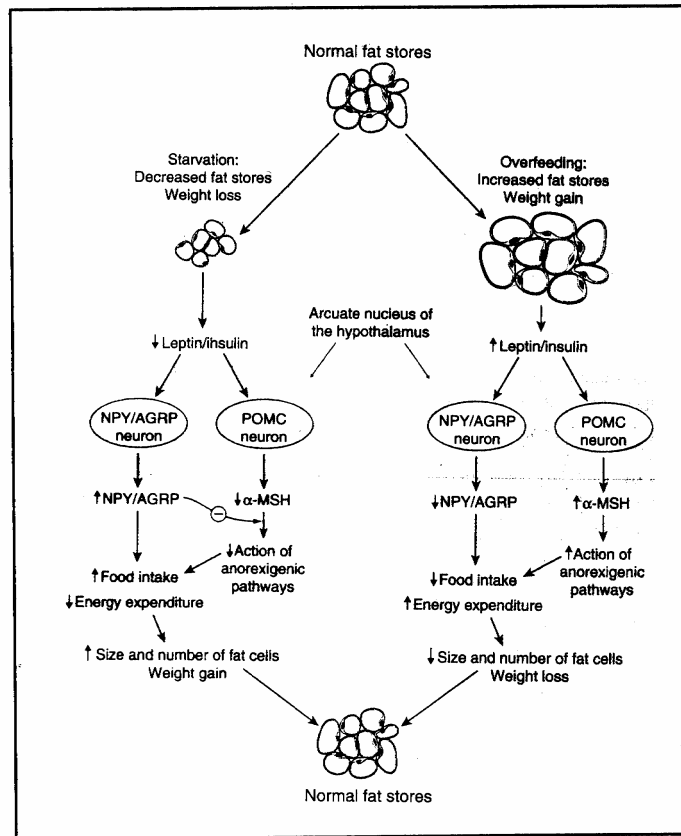 Normal fat stores
Starvation:
Decreased fat stores
Weight loss
Overfeeding:
Increased fat stores
Weight gain
Arcuate nucleus of
the hypothalamus
↓Leptin/insulin
↑Leptin/insulin
NPY/AGRP
neuron
POMC
neuron
NPY/AGRP
neuron
POMC
neuron
↑NPY/AGRP
↓α-MSH
↓NPY/AGRP
↑α-MSH
−
↓Action of
anorexigenic
pathways
↑Action of
anorexigenic
pathways
↑Food intake
↓Energy expenditure
↓Food intake
↑Energy expenditure
↑ Size and number of fat cells
Weight gain
↓ Size and number of fat cells
Weight loss
Normal fat stores